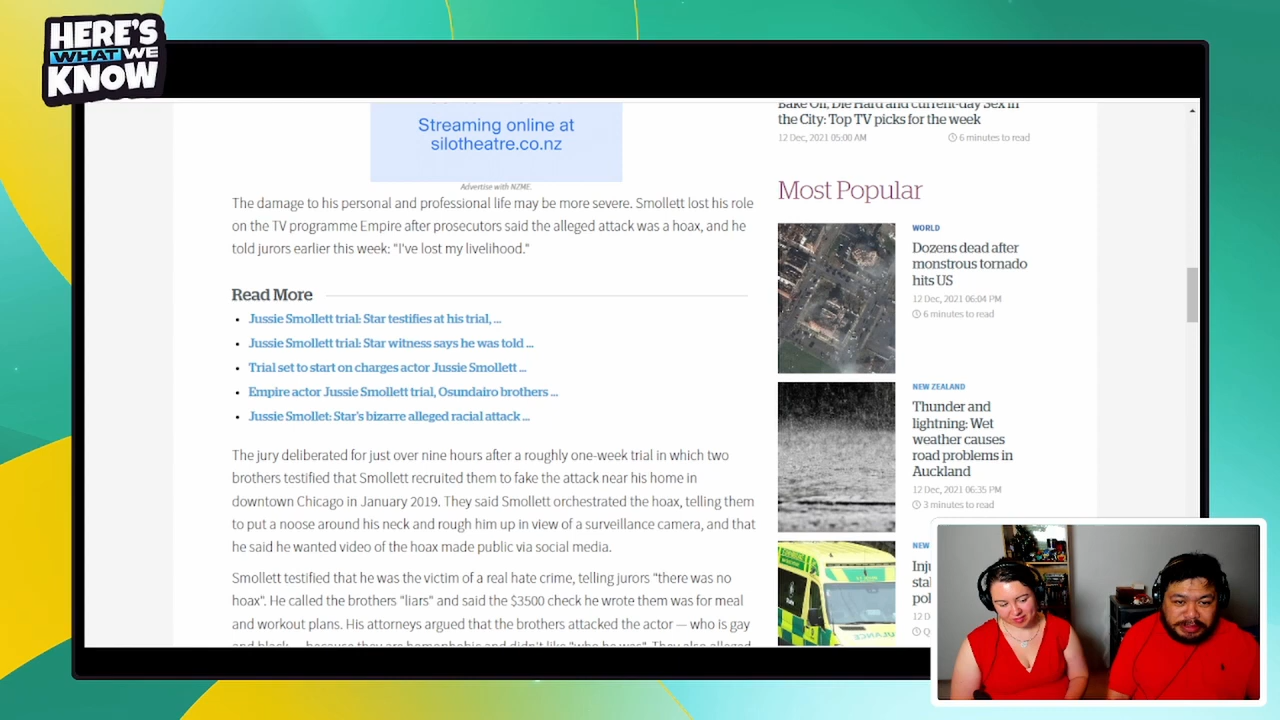 HERE'S
WHAT WE
KNOW
Streaming online at
silotheatre.co.nz
Advertise with NZME.
The damage to his personal and professional life may be more severe. Smollett lost his role
on the TV programme Empire after prosecutors said the alleged attack was a hoax, and he
told jurors earlier this week: "I've lost my livelihood."
Read More
• Jussie Smollett trial: Star testifies at his trial, ...
• Jussie Smollett trial: Star witness says he was told ...
• Trial set to start on charges actor Jussie Smollett ...
• Empire actor Jussie Smollett trial, Osundairo brothers ...
• Jussie Smollet: Star's bizarre alleged racial attack ...
The jury deliberated for just over nine hours after a roughly one-week trial in which two
brothers testified that Smollett recruited them to fake the attack near his home in
downtown Chicago in January 2019. They said Smollett orchestrated the hoax, telling them
to put a noose around his neck and rough him up in view of a surveillance camera, and that
he said he wanted video of the hoax made public via social media.
Smollett testified that he was the victim of a real hate crime, telling jurors "there was no
hoax". He called the brothers "liars" and said the $3500 check he wrote them was for meal
and workout plans. His attorneys argued that the brothers attacked the actor — who is gay
and black — because they are homophobic and didn't like "who he was". They also alleged
Bake Off, Die Hard and current-day Sex in
the City: Top TV picks for the week
12 Dec, 2021 05:00 AM
6 minutes to read
Most Popular
WORLD
Dozens dead after
monstrous tornado
hits US
12 Dec, 2021 06:04 PM
6 minutes to read
NEW ZEALAND
Thunder and
lightning: Wet
weather causes
road problems in
Auckland
12 Dec, 2021 06:35 PM
3 minutes to read
NEW